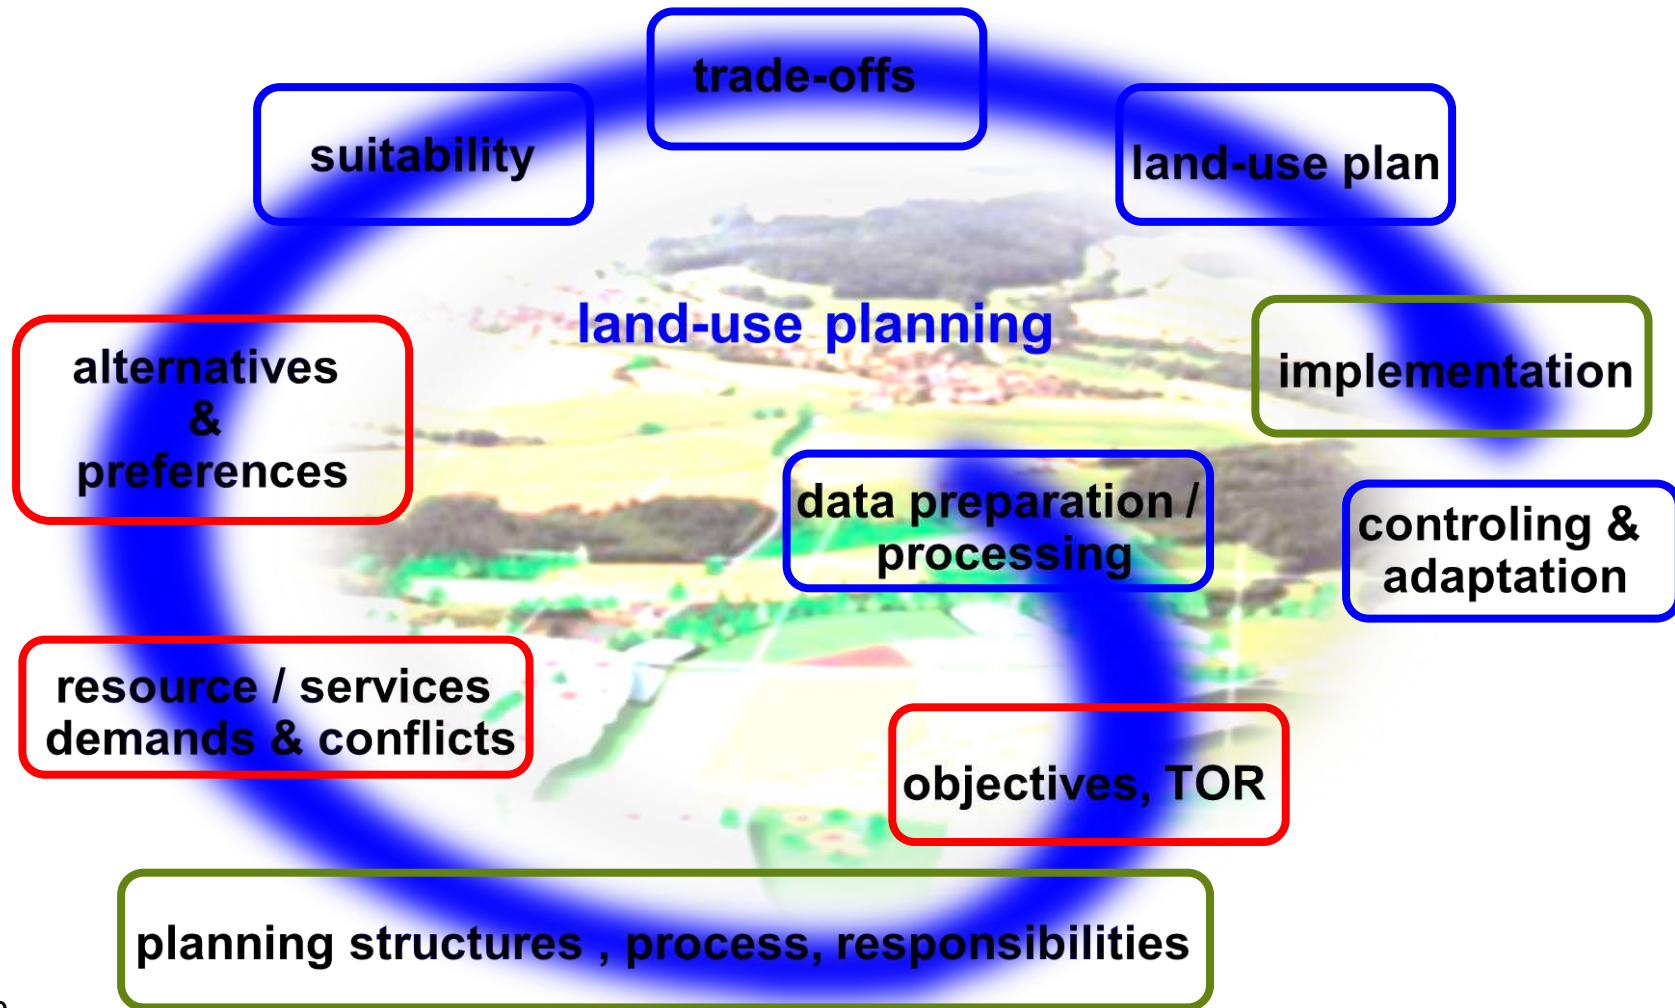 trade-offs
suitability
land-use plan
land-use planning
implementation
alternatives
&
preferences
data preparation /
processing
controling &
adaptation
resource / services
demands & conflicts
objectives, TOR
planning structures , process, responsibilities